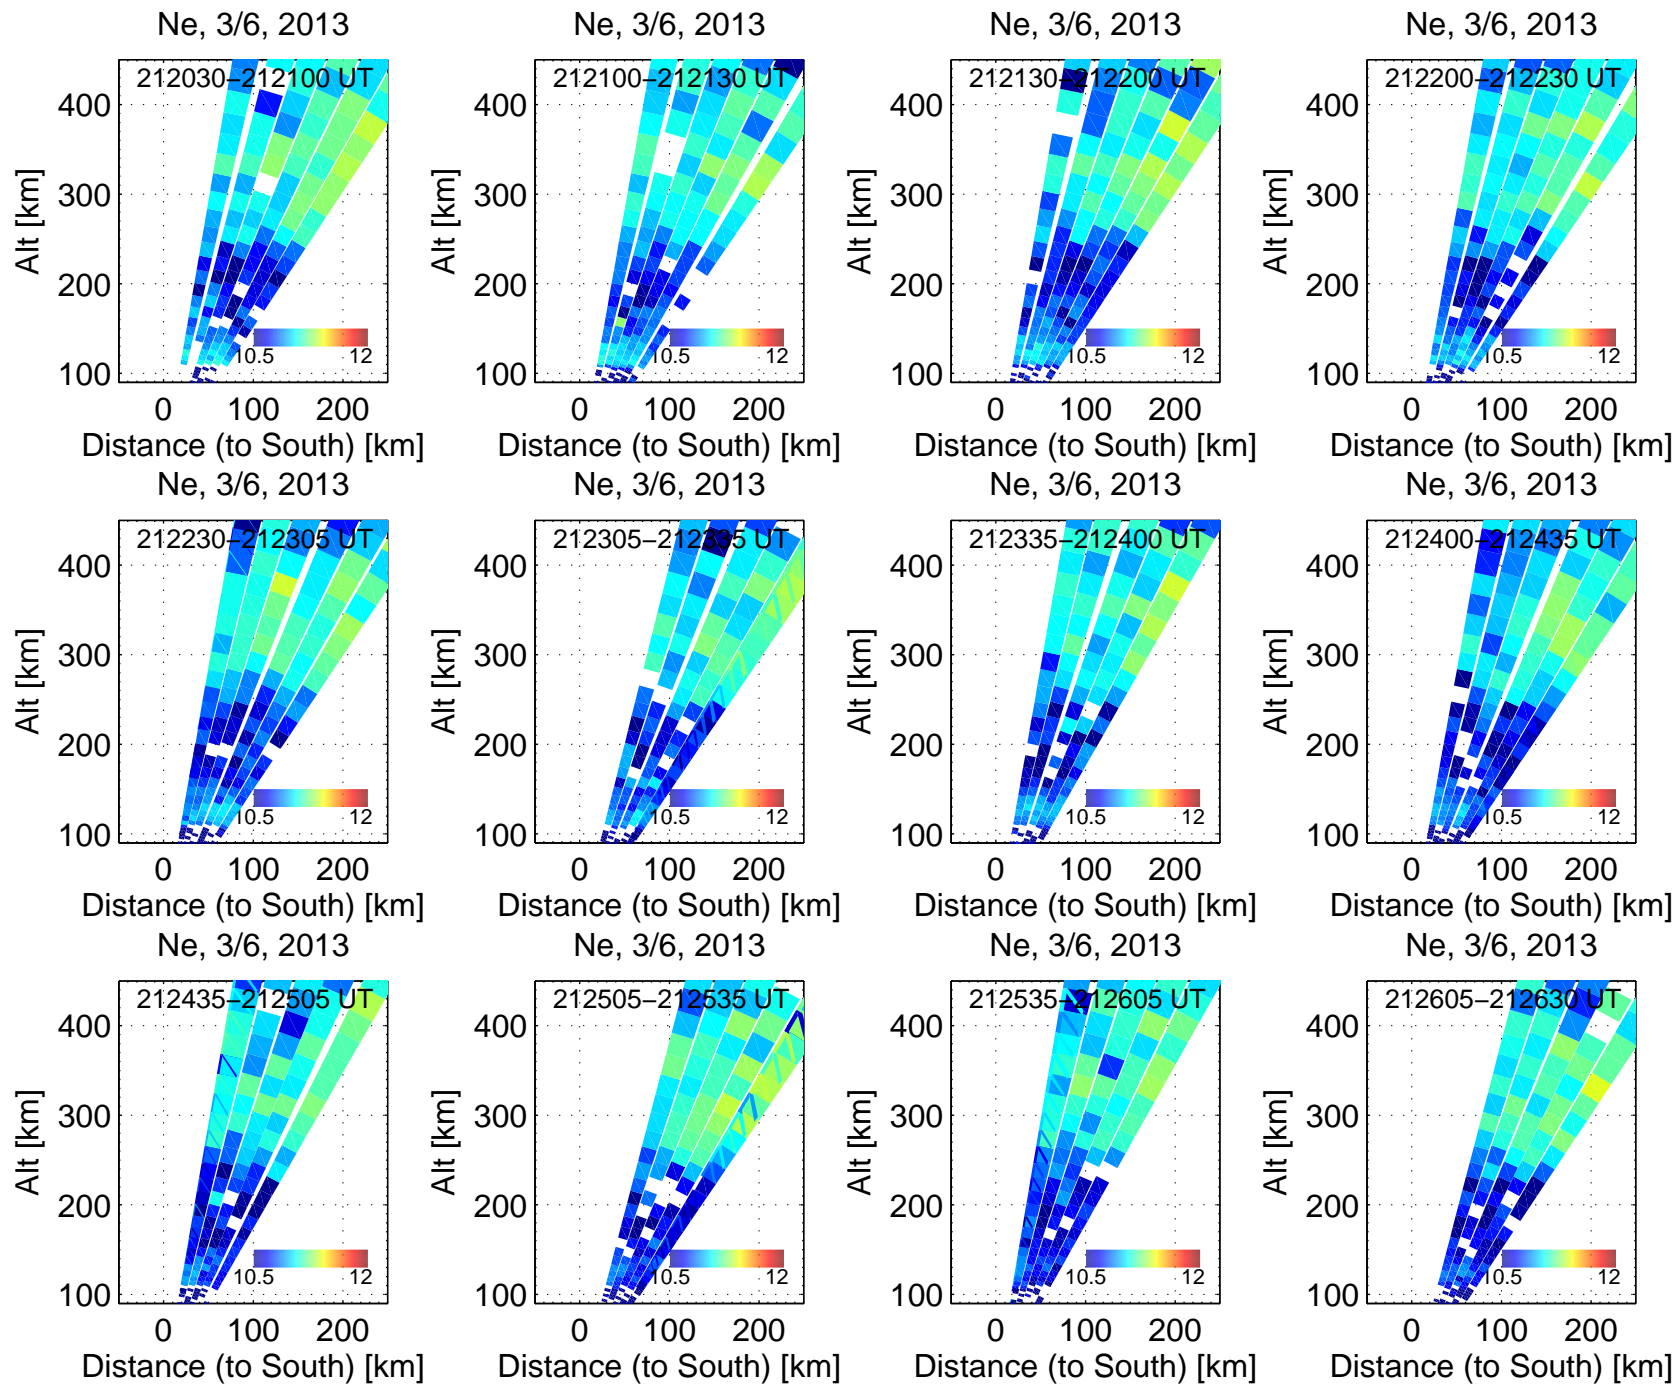 Ne, 3/6, 2013 Ne, 3/6, 2013 Ne, 3/6, 2013 Ne, 3/6, 2013
212030−212100 UT 212100−212130 UT 212130−212200 UT 212200−212230 UT
400 400 400 400
300 300 300 300
200 200 200 200
100 100 100 100
Alt [km] Alt [km] Alt [km] Alt [km]
10.5 12 10.5 12 10.5 12 10.5 12
0 100 200 0 100 200 0 100 200 0 100 200
Distance (to South) [km] Distance (to South) [km] Distance (to South) [km] Distance (to South) [km]
Ne, 3/6, 2013 Ne, 3/6, 2013 Ne, 3/6, 2013 Ne, 3/6, 2013
212230−212305 UT 212305−212335 UT 212335−212400 UT 212400−212435 UT
400 400 400 400
300 300 300 300
200 200 200 200
100 100 100 100
Alt [km] Alt [km] Alt [km] Alt [km]
10.5 12 10.5 12 10.5 12 10.5 12
0 100 200 0 100 200 0 100 200 0 100 200
Distance (to South) [km] Distance (to South) [km] Distance (to South) [km] Distance (to South) [km]
Ne, 3/6, 2013 Ne, 3/6, 2013 Ne, 3/6, 2013 Ne, 3/6, 2013
212435−212505 UT 212505−212535 UT 212535−212605 UT 212605−212630 UT
400 400 400 400
300 300 300 300
200 200 200 200
100 100 100 100
Alt [km] Alt [km] Alt [km] Alt [km]
10.5 12 10.5 12 10.5 12 10.5 12
0 100 200 0 100 200 0 100 200 0 100 200
Distance (to South) [km] Distance (to South) [km] Distance (to South) [km] Distance (to South) [km]